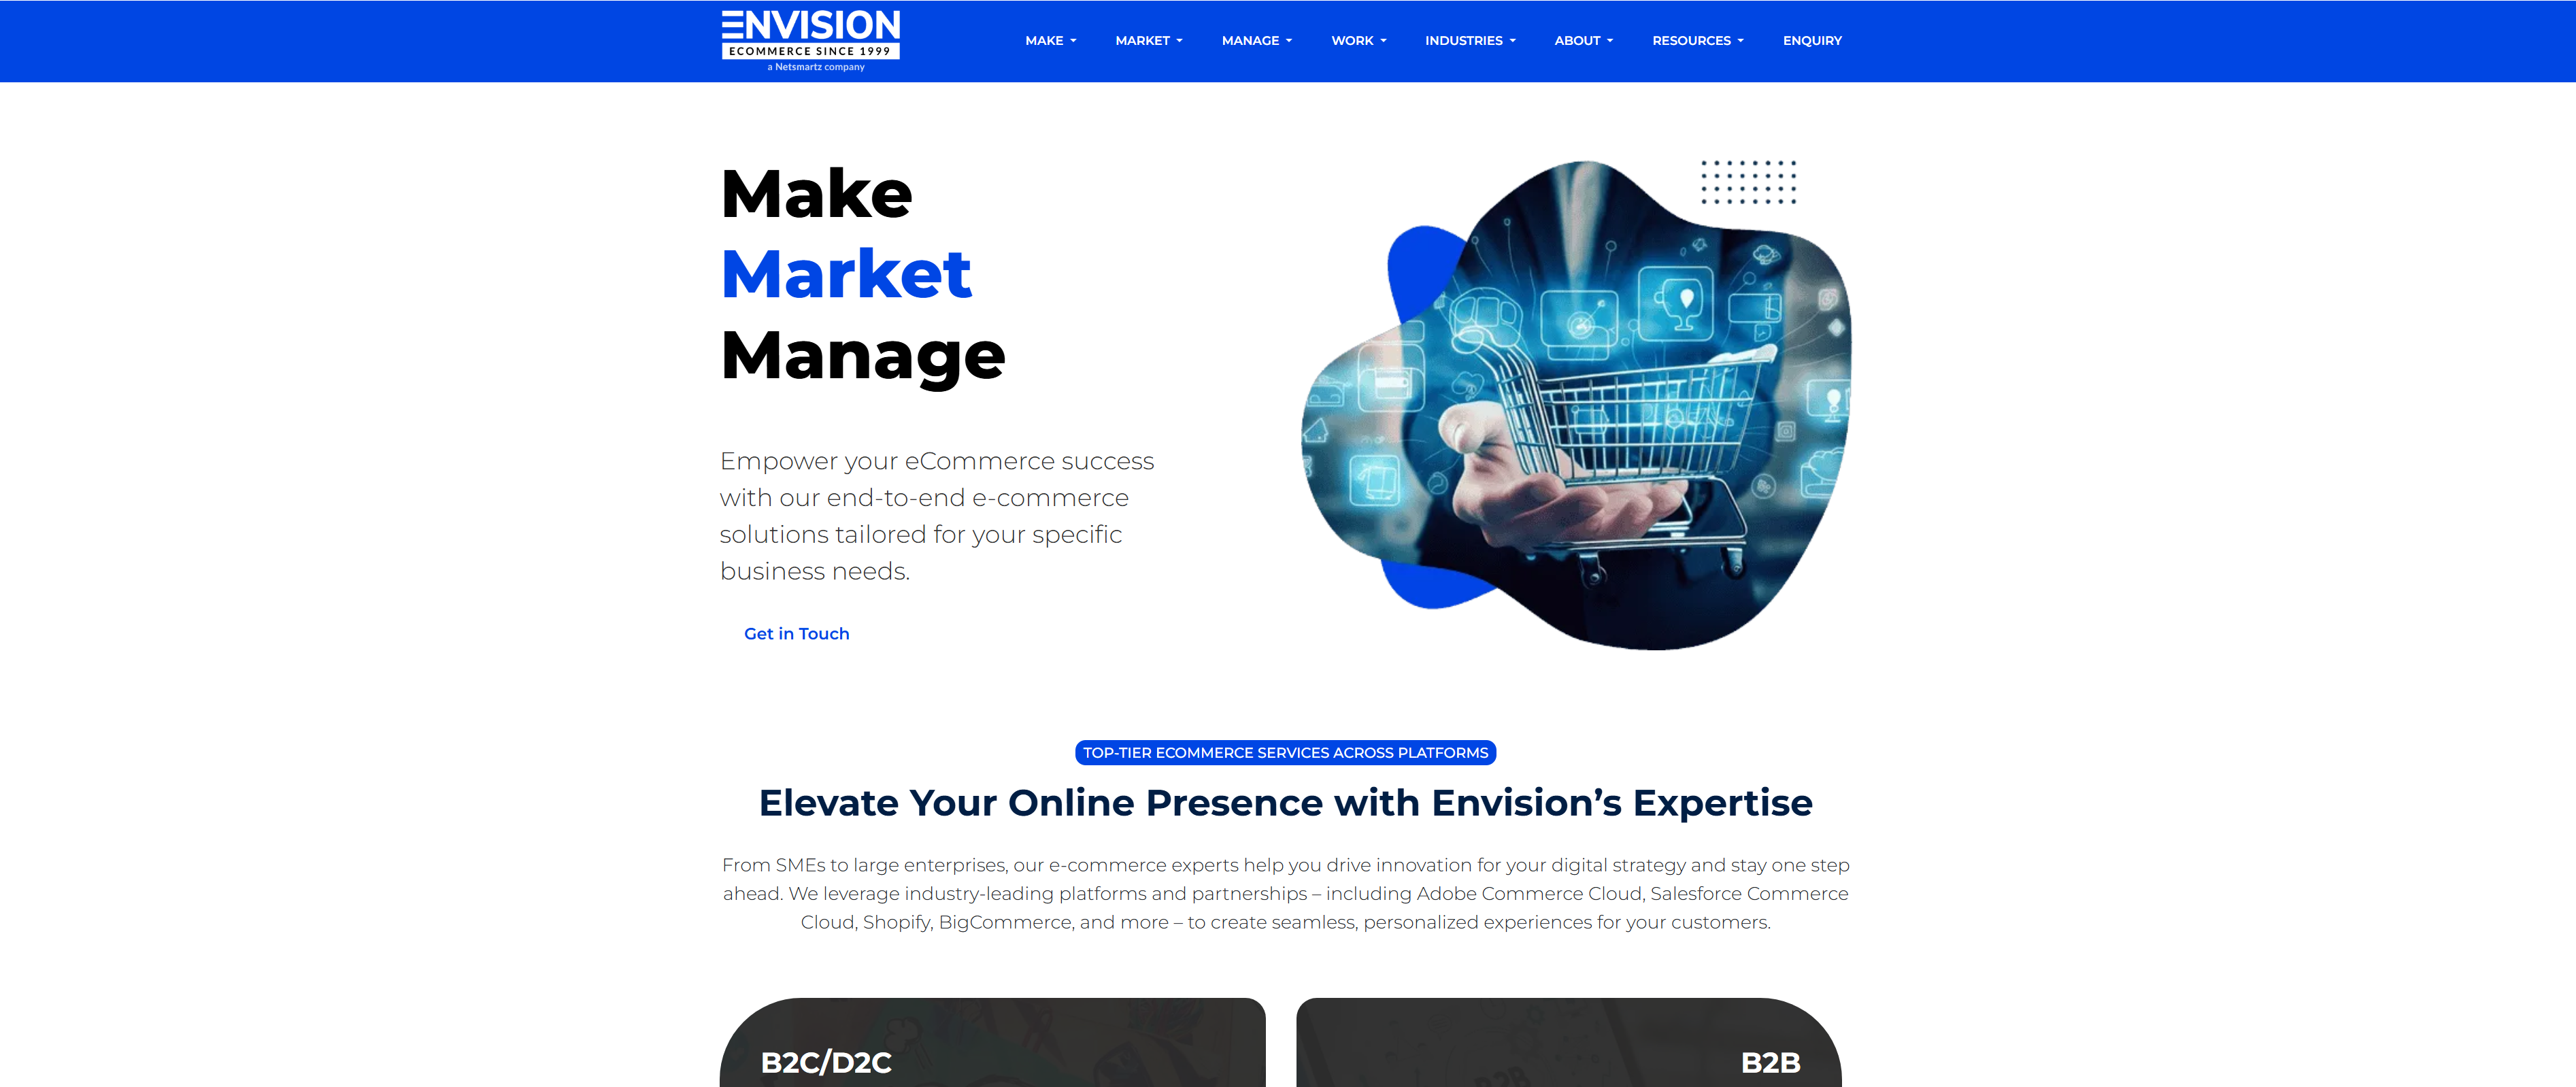 ENVISION
ECOMMERCE SINCE 1999
a Netsmartz company
MAKE
MARKET
MANAGE
WORK
INDUSTRIES
ABOUT
RESOURCES
ENQUIRY
Make
Market
Manage
Empower your eCommerce success
with our end-to-end e-commerce
solutions tailored for your specific
business needs.
Get in Touch
TOP-TIER ECOMMERCE SERVICES ACROSS PLATFORMS
Elevate Your Online Presence with Envision’s Expertise
From SMEs to large enterprises, our e-commerce experts help you drive innovation for your digital strategy and stay one step
ahead. We leverage industry-leading platforms and partnerships – including Adobe Commerce Cloud, Salesforce Commerce
Cloud, Shopify, BigCommerce, and more – to create seamless, personalized experiences for your customers.
B2C/D2C
B2B
B2B